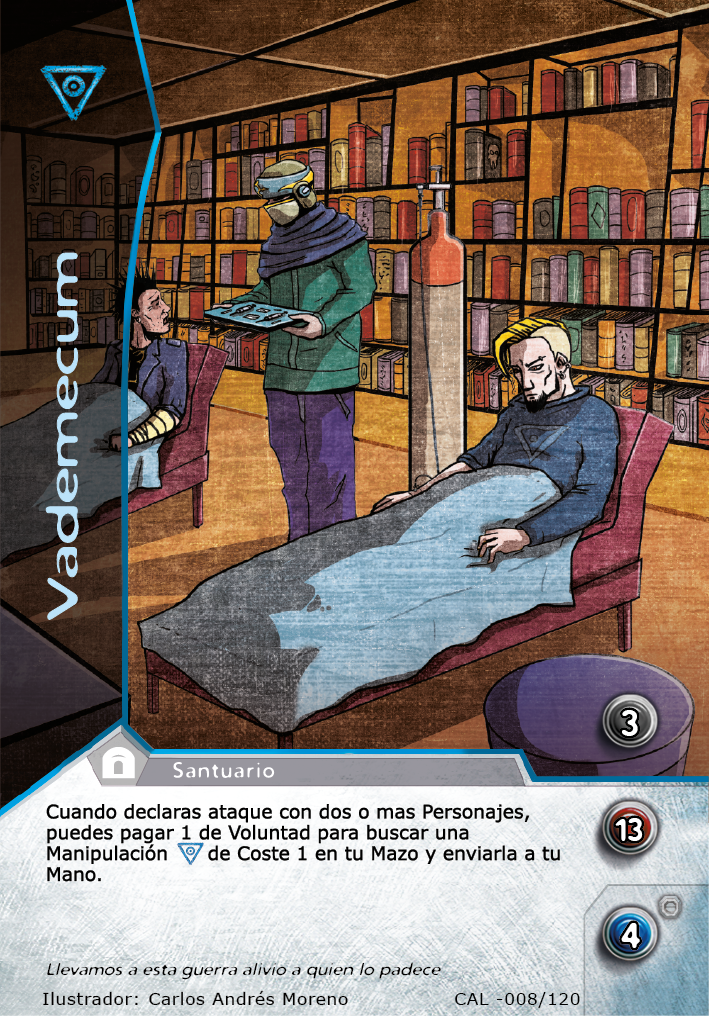 Vademecum
3
Santuario
Cuando declaras ataque con dos o mas Personajes,
puedes pagar 1 de Voluntad para buscar una
Manipulación de Coste 1 en tu Mazo y enviarla a tu
Mano.
13
4
Llevamos a esta guerra alivio a quien lo padece
Ilustrador: Carlos Andrés Moreno CAL -008/120